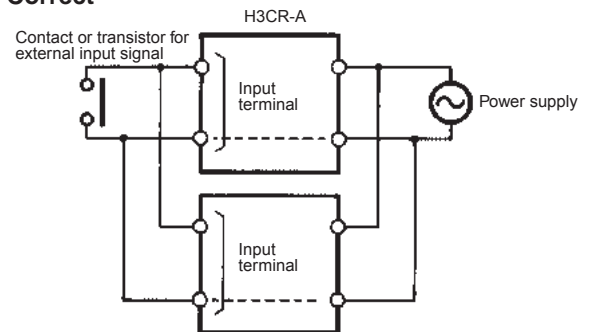 Correct
H3CR-A
Contact or transistor for
external input signal
Input
terminal
Power supply
Input
terminal